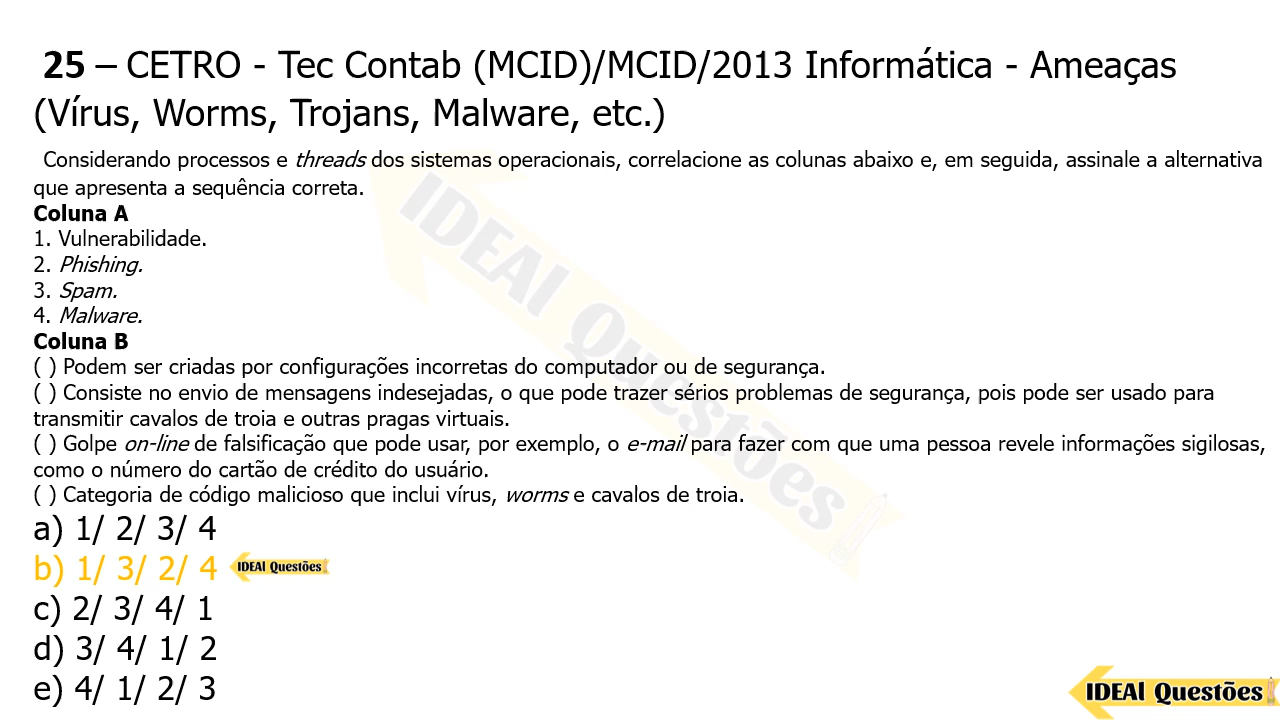 25 – CETRO - Tec Contab (MCID)/MCID/2013 Informática - Ameaças
(Vírus, Worms, Trojans, Malware, etc.)
Considerando processos e threads dos sistemas operacionais, correlacione as colunas abaixo e, em seguida, assinale a alternativa
que apresenta a sequência correta.
Coluna A
1. Vulnerabilidade.
2. Phishing.
3. Spam.
4. Malware.
Coluna B
( ) Podem ser criadas por configurações incorretas do computador ou de segurança.
( ) Consiste no envio de mensagens indesejadas, o que pode trazer sérios problemas de segurança, pois pode ser usado para
transmitir cavalos de troia e outras pragas virtuais.
( ) Golpe on-line de falsificação que pode usar, por exemplo, o e-mail para fazer com que uma pessoa revele informações sigilosas,
como o número do cartão de crédito do usuário.
( ) Categoria de código malicioso que inclui vírus, worms e cavalos de troia.
a) 1/ 2/ 3/ 4
b) 1/ 3/ 2/ 4 IDEAl Questões
c) 2/ 3/ 4/ 1
d) 3/ 4/ 1/ 2
e) 4/ 1/ 2/ 3
IDEAl Questões
IDEAl Questões